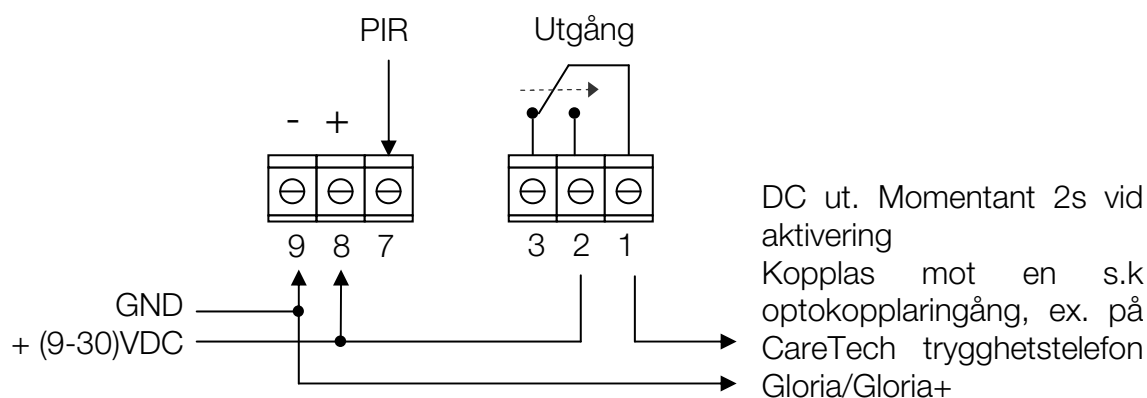 PIR
Utgång
- +
9 8 7
3 2 1
GND
+ (9-30)VDC
DC ut. Momentant 2s vid
aktivering
Kopplas mot en s.k
optokopplaringång, ex. på
CareTech trygghetstelefon
Gloria/Gloria+